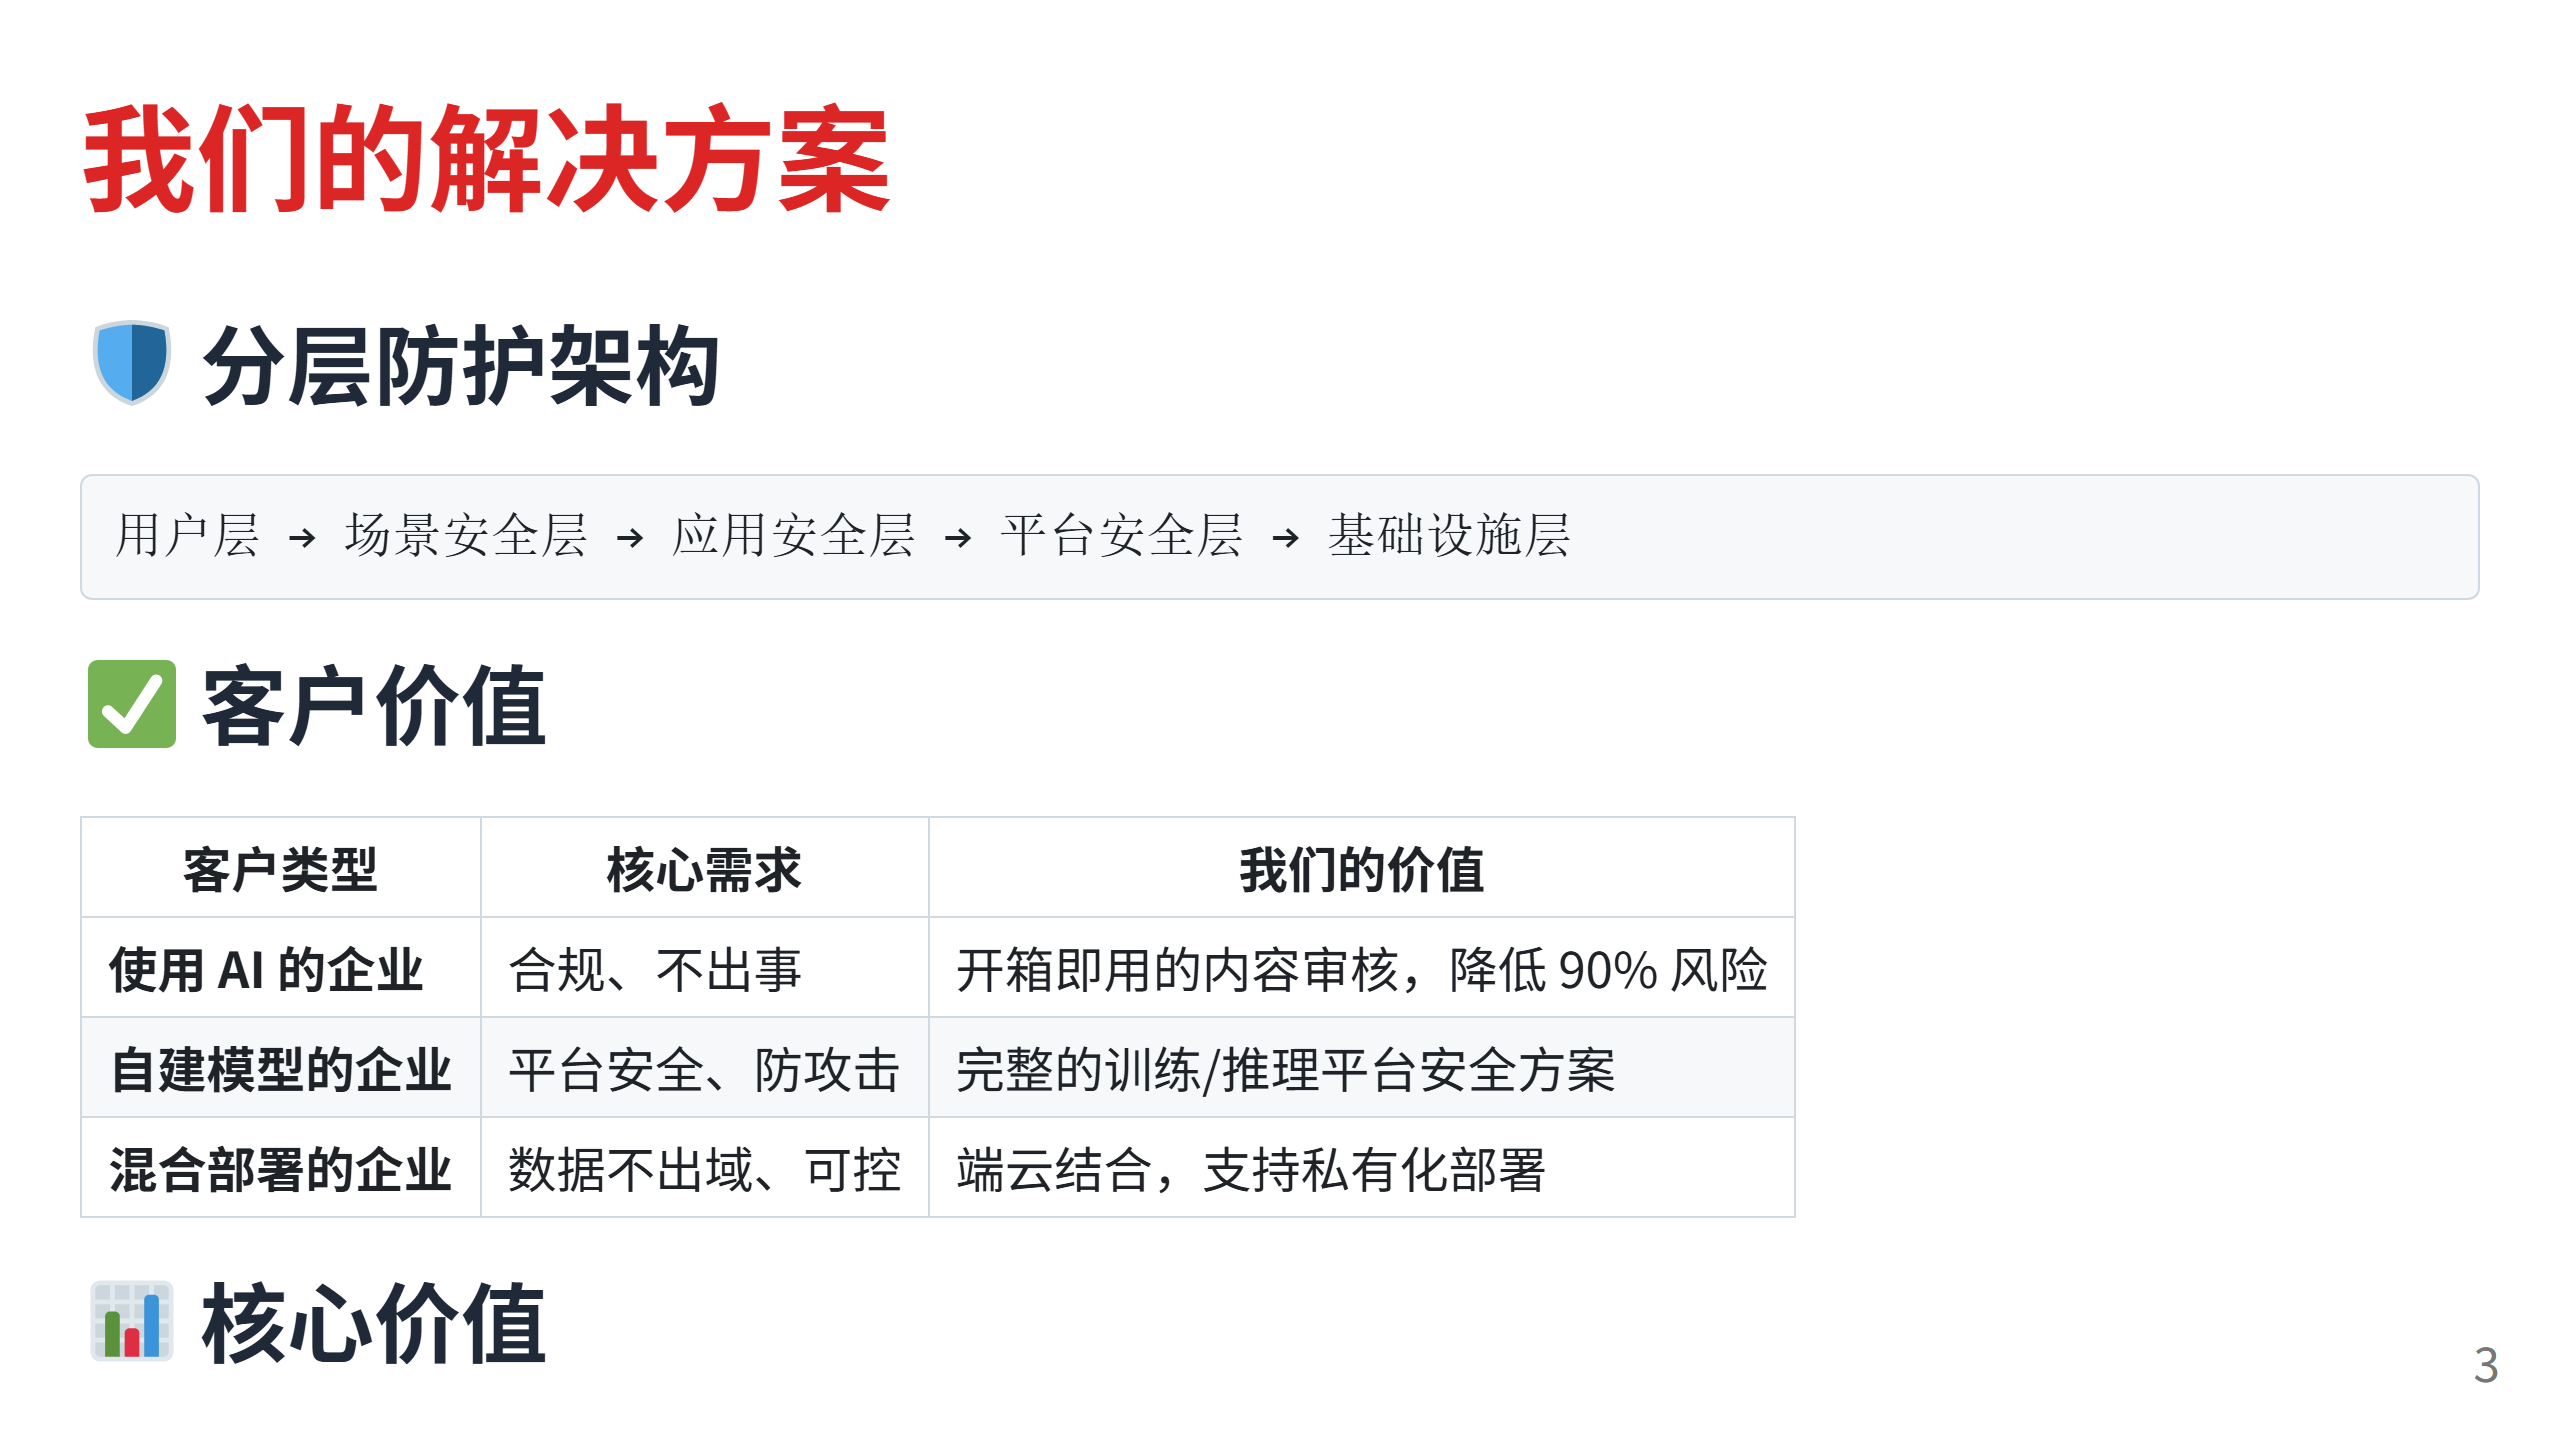 我们的解决方案
🛡️ 分层防护架构
用户层 → 场景安全层 → 应用安全层 → 平台安全层 → 基础设施层
✅ 客户价值
客户类型 核心需求 我们的价值
使用 AI 的企业 合规、不出事 开箱即用的内容审核，降低 90% 风险
自建模型的企业 平台安全、防攻击 完整的训练/推理平台安全方案
混合部署的企业 数据不出域、可控 端云结合，支持私有化部署
📊 核心价值
3